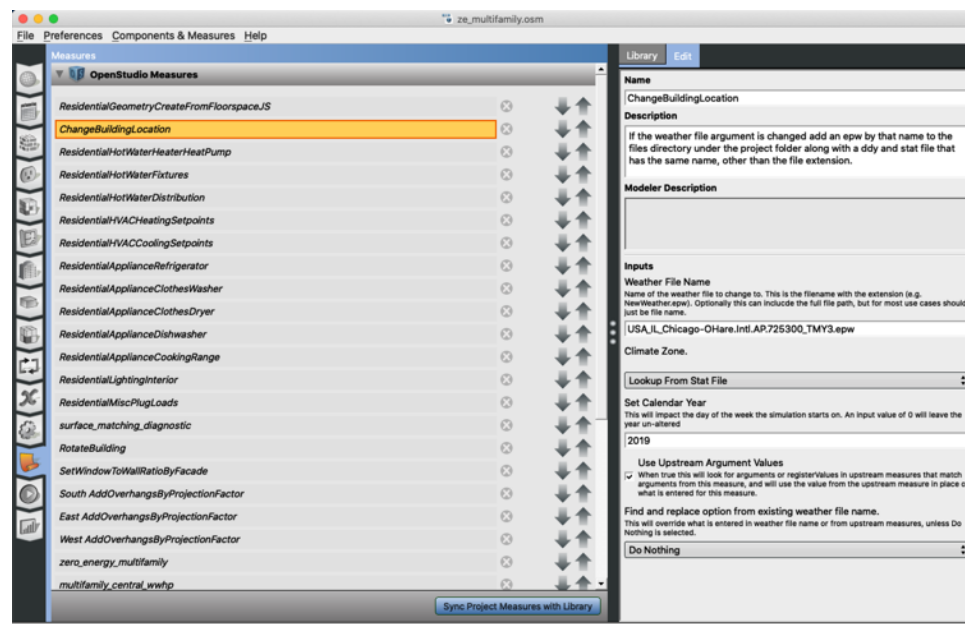 ze_multifamily.osm
File Preferences Components & Measures Help
Measures
OpenStudio Measures
ResidentialGeometryCreateFromFloorspaceJS
ChangeBuildingLocation
ResidentialHotWaterHeaterHeatPump
ResidentialHotWaterFixtures
ResidentialHotWaterDistribution
ResidentialHVACHeatingSetpoints
ResidentialHVACCoolingSetpoints
ResidentialApplianceRefrigerator
ResidentialApplianceClothesWasher
ResidentialApplianceClothesDryer
ResidentialApplianceDishwasher
ResidentialApplianceCookingRange
ResidentialLightingInterior
ResidentialMiscPlugLoads
surface_matching_diagnostic
RotateBuilding
SetWindowToWallRatioByFacade
South AddOverhangsByProjectionFactor
East AddOverhangsByProjectionFactor
West AddOverhangsByProjectionFactor
zero_energy_multifamily
multifamily_central_wwhp
Sync Project Measures with Library
Library Edit
Name
ChangeBuildingLocation
Description
If the weather file argument is changed add an epw by that name to the
files directory under the project folder along with a ddy and stat file that
has the same name, other than the file extension.
Modeler Description
Inputs
Weather File Name
Name of the weather file to change to. This is the filename with the extension (e.g.
NewWeather.epw). Optionally this can inclucde the full file path, but for most use cases should
just be file name.
USA_IL_Chicago-OHare.Intl.AP.725300_TMY3.epw
Climate Zone.
Lookup From Stat File
Set Calendar Year
This will impact the day of the week the simulation starts on. An input value of 0 will leave the
year un-altered
2019
Use Upstream Argument Values
When true this will look for arguments or registerValues in upstream measures that match
arguments from this measure, and will use the value from the upstream measure in place o
what is entered for this measure.
Find and replace option from existing weather file name.
This will override what is entered in weather file name or from upstream measures, unless Do
Nothing is selected.
Do Nothing